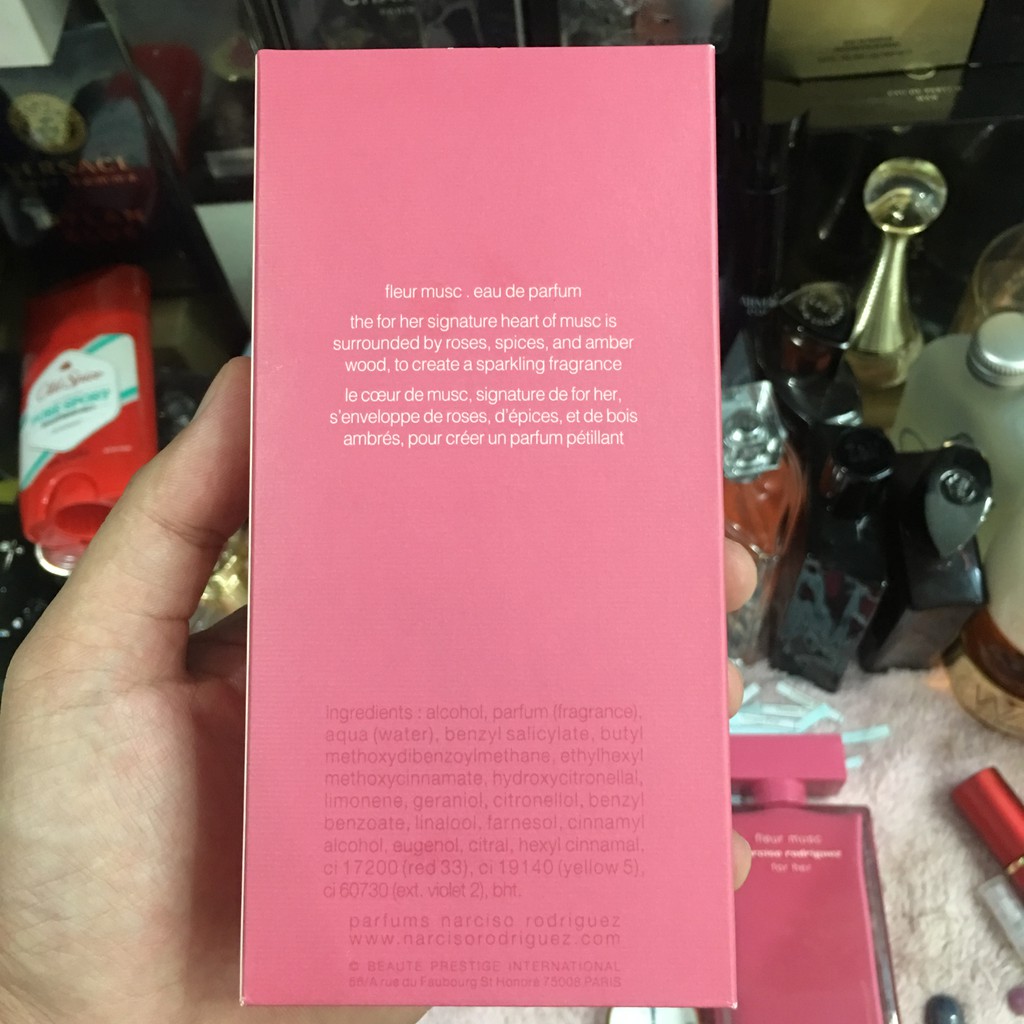 PARIS
VERSACE
Old Spice
fleur musc . eau de parfum
the for her signature heart of musc is
surrounded by roses, spices, and amber
wood, to create a sparkling fragrance
le cœur de musc, signature de for her,
s'enveloppe de roses, d'épices, et de bois
ambrés, pour créer un parfum pétillant
ingredients : alcohol, parfum (fragrance),
aqua (water), benzyl salicylate, butyl
methoxydibenzoylmethane, ethylhexyl
methoxycinnamate, hydroxycitronellal,
limonene, geraniol, citronellol, benzyl
benzoate, linalool, farnesol, cinnamyl
alcohol, eugenol, citral, hexyl cinnamal,
ci 17200 (red 33), ci 19140 (yellow 5),
ci 60730 (ext. violet 2), bht.
parfums narciso rodriguez
www.narcisorodriguez.com
© BEAUTE PRESTIGE INTERNATIONAL
rue du Faubourg St Honoré 75008 PARIS
fleur musc
rodriguez
for her